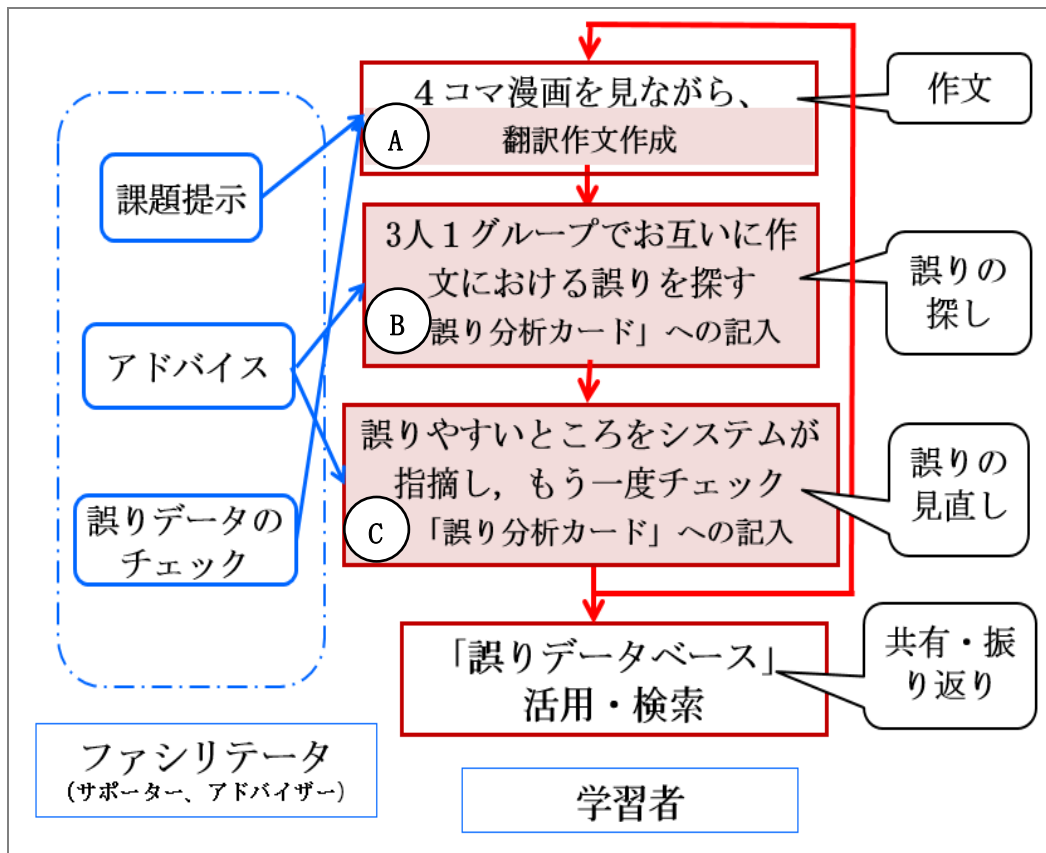 4コマ漫画を見ながら、
A
翻訳作文作成
作文
課題提示
3人1グループでお互いに作
文における誤りを探す
B
「誤り分析カード」への記入
誤りの
探し
アドバイス
誤りやすいところをシステムが
指摘し，もう一度チェック
C
「誤り分析カード」への記入
誤りの
見直し
誤りデータの
チェック
「誤りデータベース」
活用・検索
共有・振
り返り
ファシリテータ
(サポーター、アドバイザー)
学習者